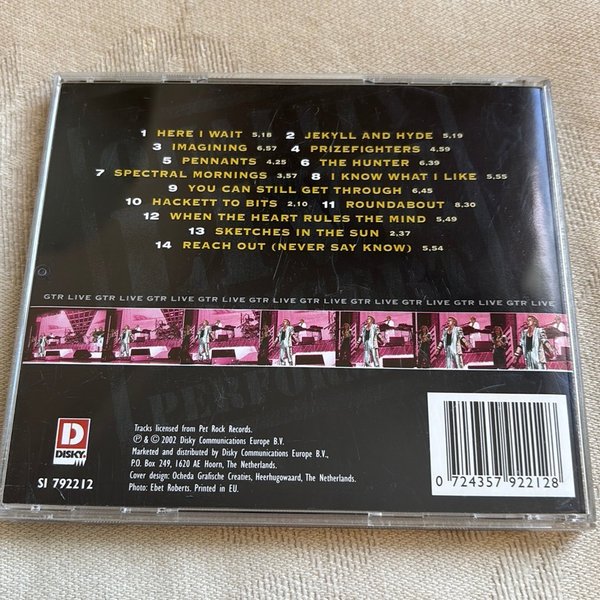 1 HERE I WAIT 5,18 2 JEKYLL AND HYDE 5,19
3 IMAGINING 6,57 4 PRIZEFIGHTERS 4,59
5 PENNANTS 4,25 6 THE HUNTER 6,39
7 SPECTRAL MORNINGS 3,57 8 I KNOW WHAT I LIKE 5,55
9 YOU CAN STILL GET THROUGH 6,45
10 HACKETT TO BITS 2,10 11 ROUNDABOUT 8,30
12 WHEN THE HEART RULES THE MIND 5,49
13 SKETCHES IN THE SUN 2,37
14 REACH OUT (NEVER SAY KNOW) 5,54
GTR LIVE GTR LIVE GTR LIVE GTR LIVE GTR LIVE GTR LIVE GTR LIVE GTR LIVE GTR LIVE GTR LIVE
D
DISKY
SI 792212
Tracks licensed from Pet Rock Records.
℗ & © 2002 Disky Communications Europe B.V.
Marketed and distributed by Disky Communications Europe B.V.,
P.O. Box 249, 1620 AE Hoorn, The Netherlands.
Cover design: Ocheda Grafische Creaties, Heerhugowaard, The Netherlands.
Photo: Ebet Roberts. Printed in EU.
0 724357 922128